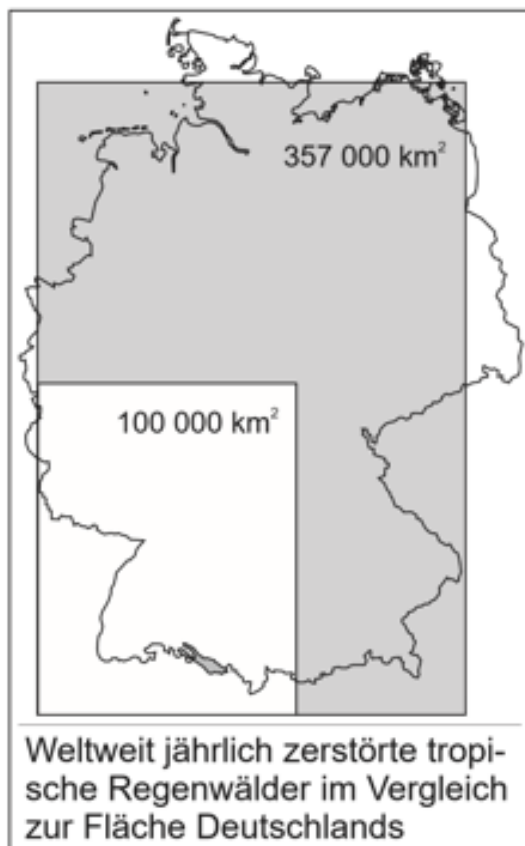 357 000 km²
100 000 km²
Weltweit jährlich zerstörte tropi-
sche Regenwälder im Vergleich
zur Fläche Deutschlands